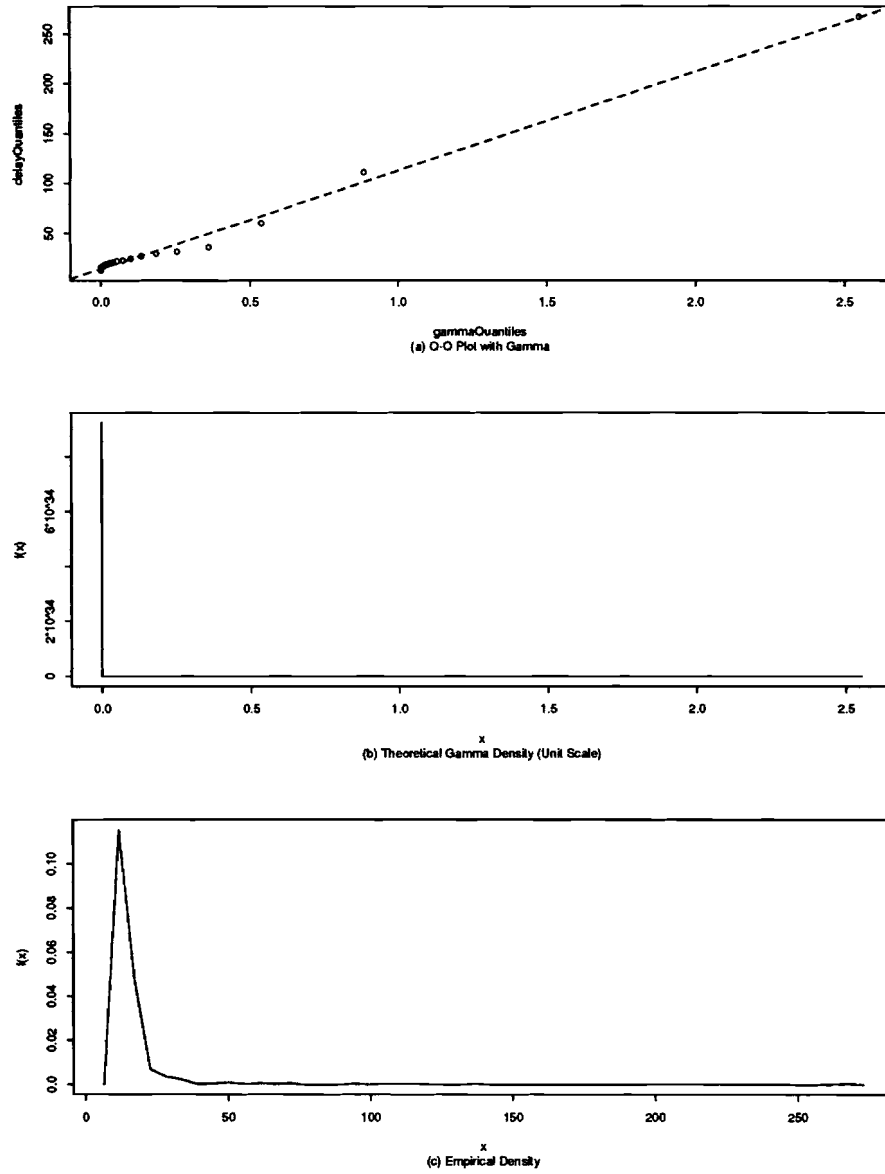 250
200
150
100
50
delayQuantiles
0.0 0.5 1.0 1.5 2.0 2.5
gammaQuantiles
(a) Q-Q Plot with Gamma
6*10^34
2*10^34
0
f(x)
0.0 0.5 1.0 1.5 2.0 2.5
x
(b) Theoretical Gamma Density (Unit Scale)
0.10
0.08
0.06
0.04
0.02
0.0
f(x)
0 50 100 150 200 250
x
(c) Empirical Density